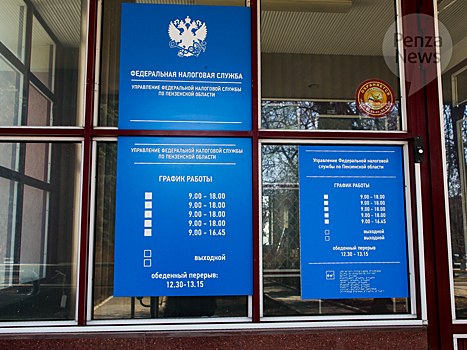 Penza
News
ФЕДЕРАЛЬНАЯ НАЛОГОВАЯ СЛУЖБА
УПРАВЛЕНИЕ ФЕДЕРАЛЬНОЙ НАЛОГОВОЙ СЛУЖБЫ
ПО ПЕНЗЕНСКОЙ ОБЛАСТИ
УПРАВЛЕНИЕ ФЕДЕРАЛЬНОЙ НАЛОГОВОЙ СЛУЖБЫ
ПО ПЕНЗЕНСКОЙ ОБЛАСТИ
ГРАФИК РАБОТЫ
9.00 - 18.00
9.00 - 18.00
9.00 - 18.00
9.00 - 18.00
9.00 - 16.45
выходной
обеденный перерыв:
12.30-13.15
Управление Федеральной налоговой
службы по Пензенской области
ГРАФИК РАБОТЫ
9.00 - 18.00
9.00 - 18.00
9.00 - 18.00
9.00 - 18.00
9.00 - 16.45
выходной
выходной
обеденный перерыв:
12.30-13.15